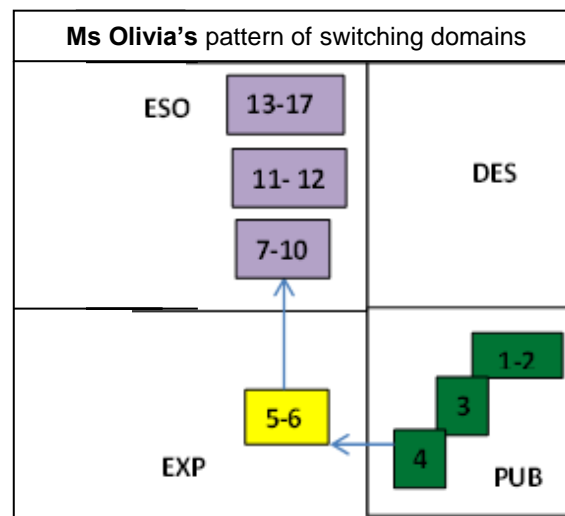 Ms Olivia's pattern of switching domains
ESO
13-17
11- 12
7-10
DES
5-6
EXP
1-2
3
4
PUB